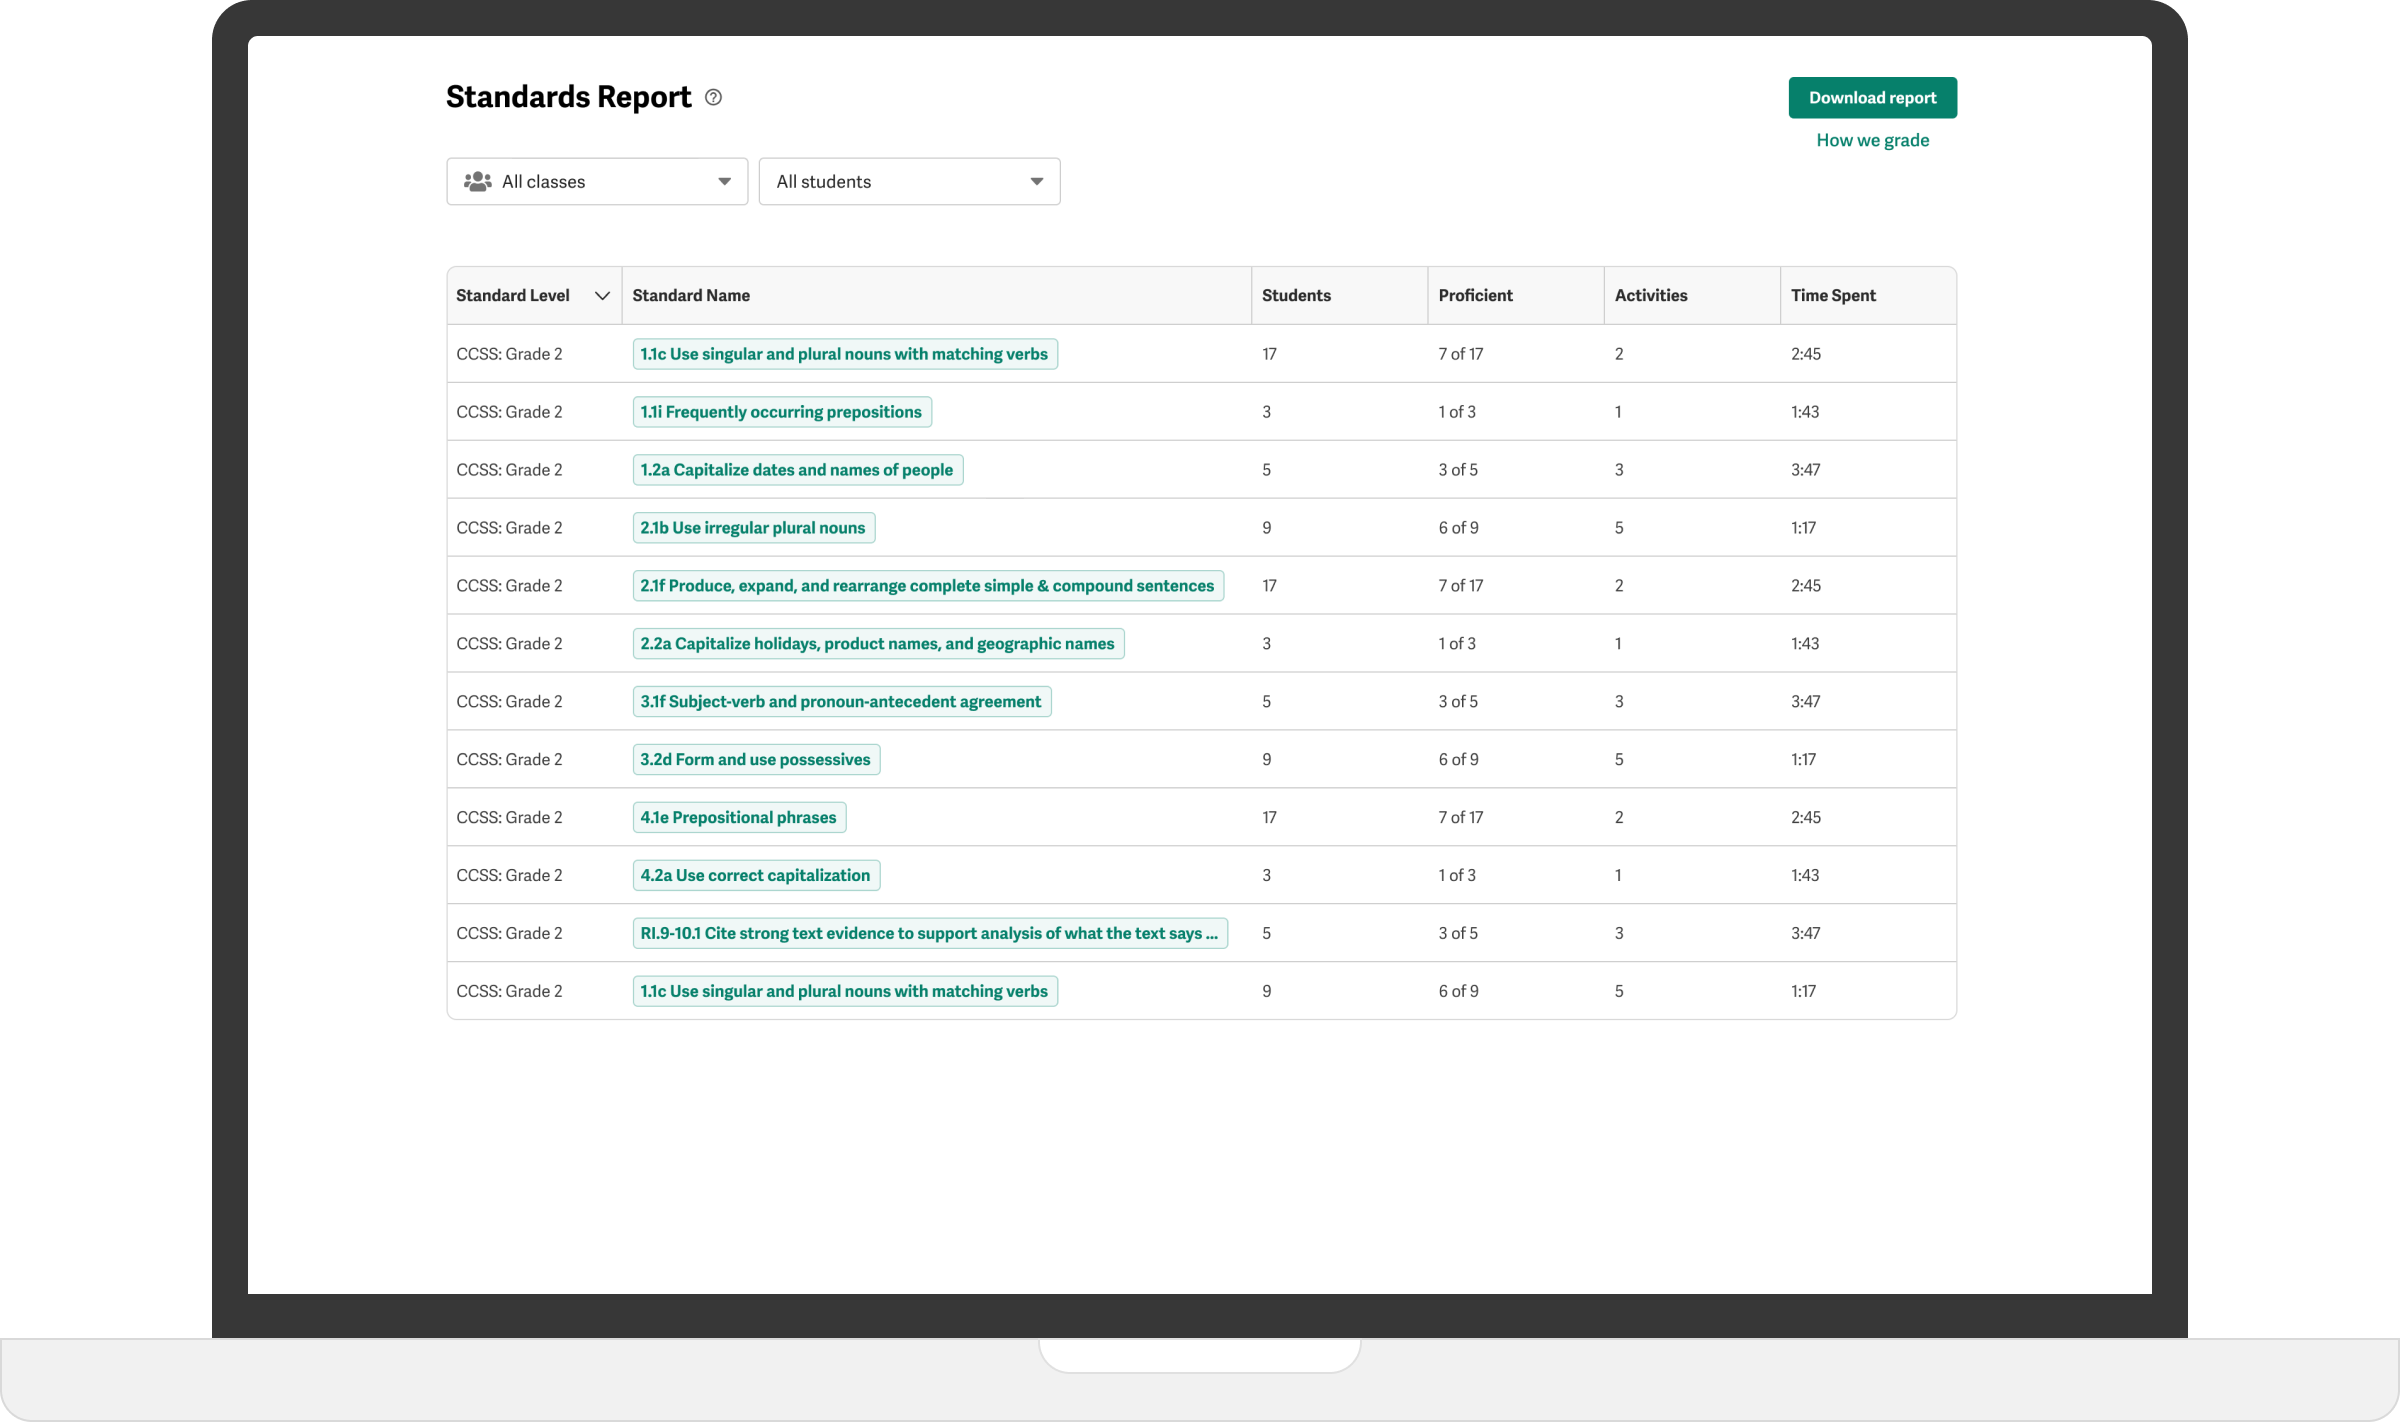 Standards Report
Download report
How we grade
All classes All students
Standard Level Standard Name Students Proficient Activities Time Spent
CCSS: Grade 2 1.1c Use singular and plural nouns with matching verbs 17 7 of 17 2 2:45
CCSS: Grade 2 1.1i Frequently occurring prepositions 3 1 of 3 1 1:43
CCSS: Grade 2 1.2a Capitalize dates and names of people 5 3 of 5 3 3:47
CCSS: Grade 2 2.1b Use irregular plural nouns 9 6 of 9 5 1:17
CCSS: Grade 2 2.1f Produce, expand, and rearrange complete simple & compound sentences 17 7 of 17 2 2:45
CCSS: Grade 2 2.2a Capitalize holidays, product names, and geographic names 3 1 of 3 1 1:43
CCSS: Grade 2 3.1f Subject-verb and pronoun-antecedent agreement 5 3 of 5 3 3:47
CCSS: Grade 2 3.2d Form and use possessives 9 6 of 9 5 1:17
CCSS: Grade 2 4.1e Prepositional phrases 17 7 of 17 2 2:45
CCSS: Grade 2 4.2a Use correct capitalization 3 1 of 3 1 1:43
CCSS: Grade 2 RI.9-10.1 Cite strong text evidence to support analysis of what the text says ... 5 3 of 5 3 3:47
CCSS: Grade 2 1.1c Use singular and plural nouns with matching verbs 9 6 of 9 5 1:17